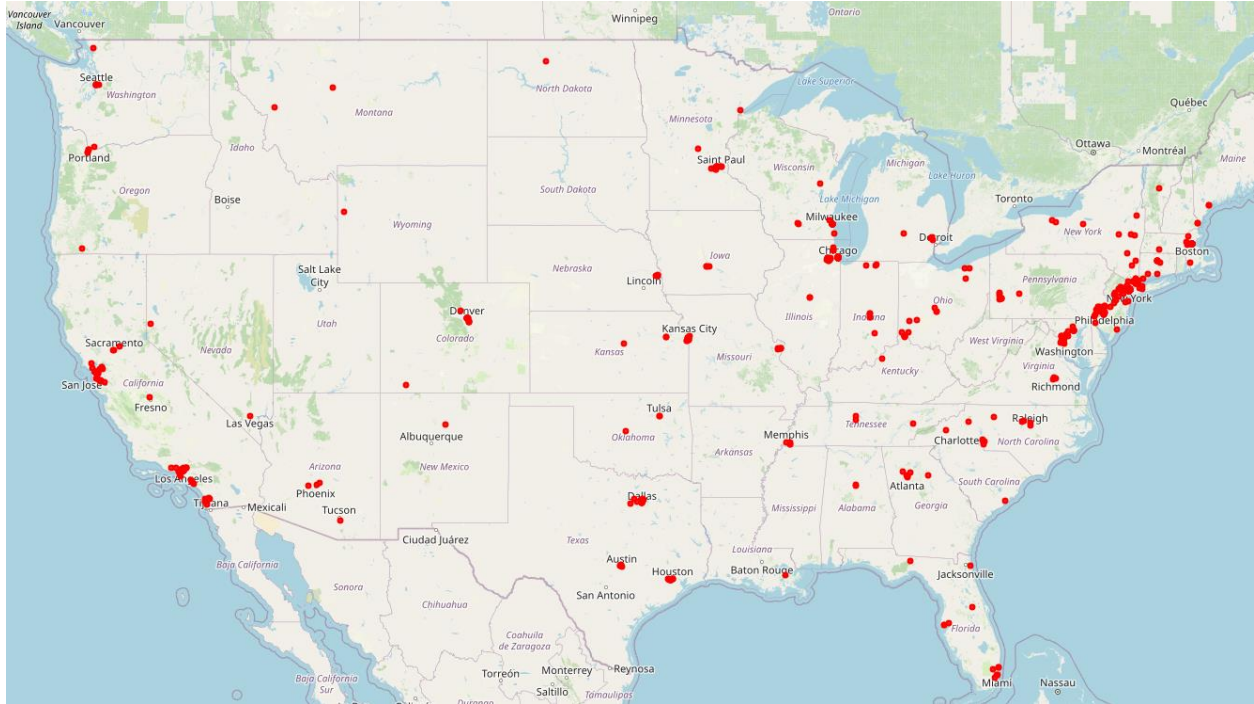 Vancouver
Island
Vancouver
Winnipeg
Ontario
Seattle
Washington
Montana
North Dakota
Minnesota
Lake Superior
Québec
Ottawa
Montréal
Maine
Portland
Oregon
Idaho
Boise
South Dakota
Saint Paul
Wisconsin
Michigan
Lake Huron
Lake Michigan
Toronto
Wyoming
Milwaukee
Detroit
New York
Boston
Salt Lake
City
Nebraska
Lincoln
Iowa
Chicago
Pennsylvania
New York
Sacramento
Nevada
Utah
Denver
Colorado
Kansas City
Kansas
Missouri
Illinois
Indiana
Ohio
Philadelphia
West Virginia
Washington
San Jose
California
Fresno
Las Vegas
Kentucky
Virginia
Richmond
Albuquerque
New Mexico
Tulsa
Oklahoma
Arkansas
Memphis
Tennessee
Raleigh
Charlotte
North Carolina
Los Angeles
Arizona
Phoenix
Tucson
Tijuana
Mexicali
Dallas
Texas
Mississippi
Alabama
Atlanta
Georgia
South Carolina
Ciudad Juárez
Baja California
Sonora
Chihuahua
Austin
San Antonio
Houston
Louisiana
Baton Rouge
Jacksonville
Florida
Coahuila
de Zaragoza
Torreón
Monterrey
Reynosa
Saltillo
Tamaulipas
Durango
Baja California
Sur
Miami
Nassau